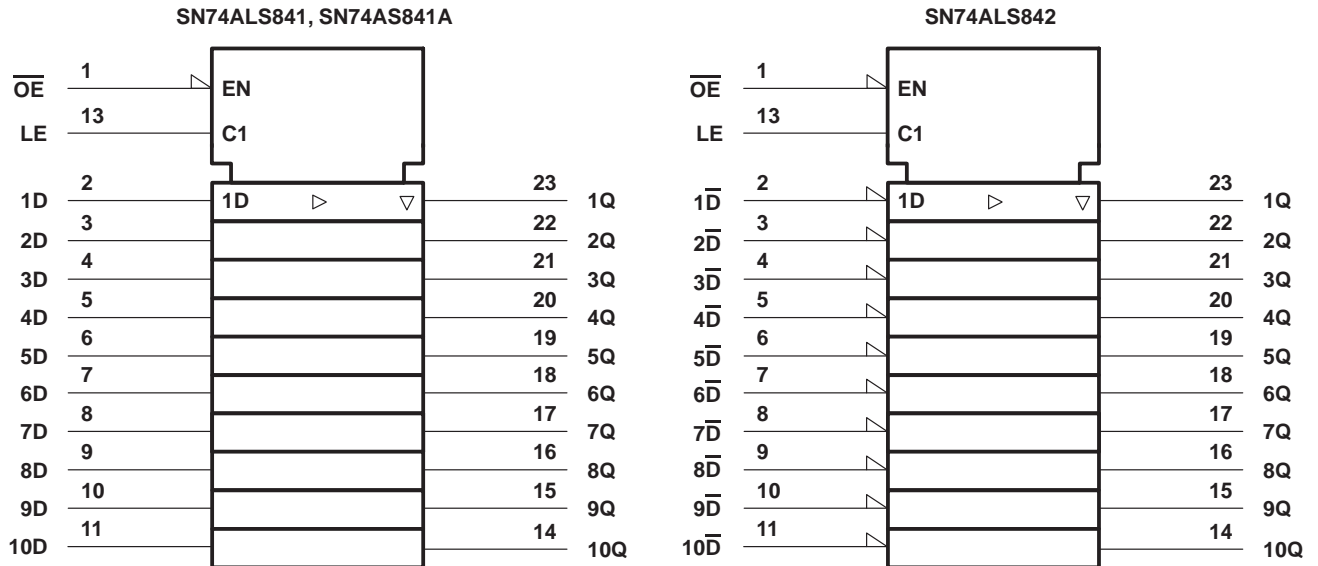 SN74ALS841, SN74AS841A
OE̅ 1 EN
LE 13 C1
1D 2 1D 23 1Q
2D 3 22 2Q
3D 4 21 3Q
4D 5 20 4Q
5D 6 19 5Q
6D 7 18 6Q
7D 8 17 7Q
8D 9 16 8Q
9D 10 15 9Q
10D 11 14 10Q
SN74ALS842
OE̅ 1 EN
LE 13 C1
1D̅ 2 1D 23 1Q
2D̅ 3 22 2Q
3D̅ 4 21 3Q
4D̅ 5 20 4Q
5D̅ 6 19 5Q
6D̅ 7 18 6Q
7D̅ 8 17 7Q
8D̅ 9 16 8Q
9D̅ 10 15 9Q
10D̅ 11 14 10Q